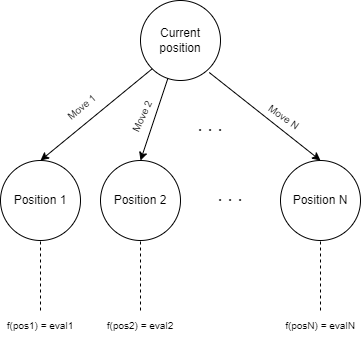 Current
position
Move 1
Move 2
Move N
. . .
Position 1
Position 2
. . .
Position N
f(pos1) = eval1
f(pos2) = eval2
f(posN) = evalN